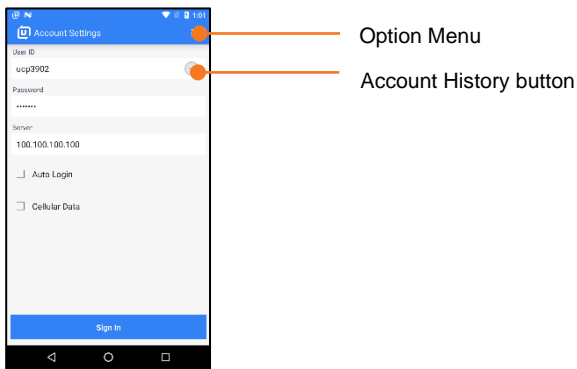 1:01
Account Settings
Option Menu
User ID
ucp3902
Account History button
Password
•••••••
Server
100.100.100.100
Auto Login
Cellular Data
Sign In